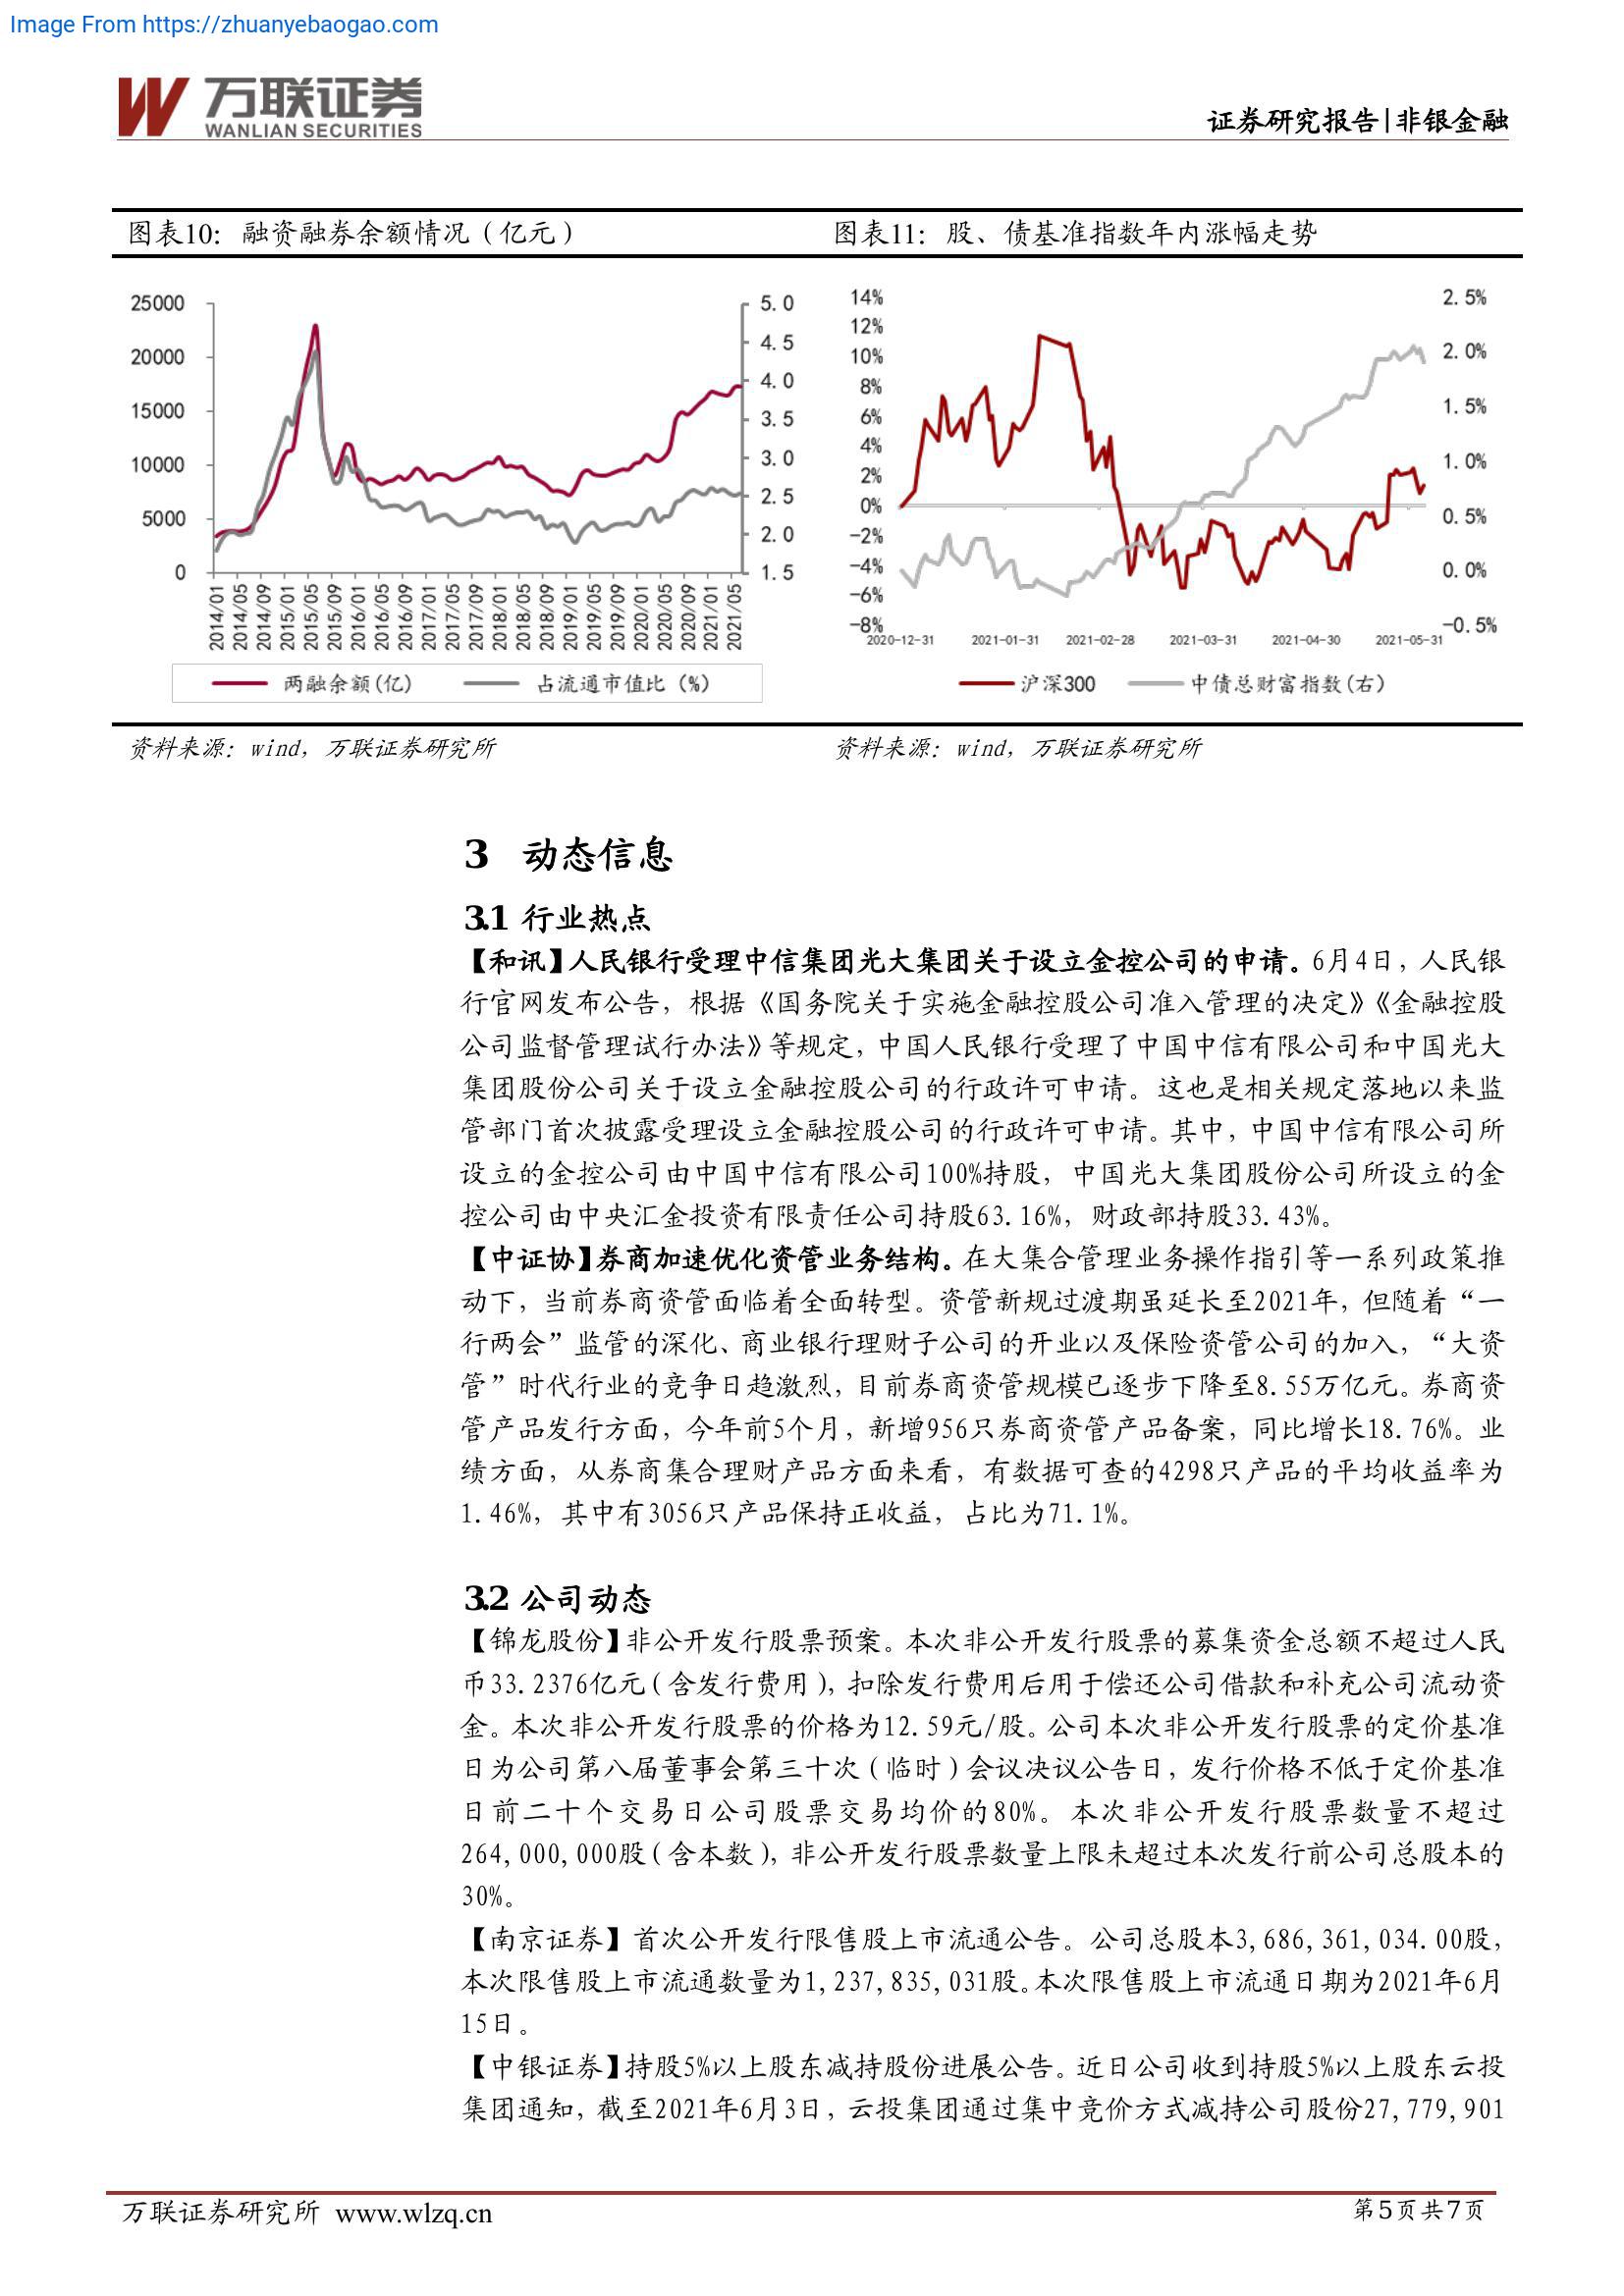 Image From https://zhuanyebaogao.com
万联证券
WANLIAN SECURITIES
证券研究报告|非银金融
图表10：融资融券余额情况（亿元）
25000
20000
15000
10000
5000
0
5.0
4.5
4.0
3.5
3.0
2.5
2.0
1.5
2014/01
2014/05
2014/09
2015/01
2015/05
2015/09
2016/01
2016/05
2016/09
2017/01
2017/05
2017/09
2018/01
2018/05
2018/09
2019/01
2019/05
2019/09
2020/01
2020/05
2020/09
2021/01
2021/05
两融余额(亿) 占流通市值比（%）
图表11：股、债基准指数年内涨幅走势
14%
12%
10%
8%
6%
4%
2%
0%
-2%
-4%
-6%
-8%
2.5%
2.0%
1.5%
1.0%
0.5%
0.0%
-0.5%
2020-12-31 2021-01-31 2021-02-28 2021-03-31 2021-04-30 2021-05-31
沪深300 中债总财富指数(右)
资料来源：wind，万联证券研究所
资料来源：wind，万联证券研究所
3 动态信息
3.1 行业热点
【和讯】人民银行受理中信集团光大集团关于设立金控公司的申请。6月4日，人民银
行官网发布公告，根据《国务院关于实施金融控股公司准入管理的决定》《金融控股
公司监督管理试行办法》等规定，中国人民银行受理了中国中信有限公司和中国光大
集团股份公司关于设立金融控股公司的行政许可申请。这也是相关规定落地以来监
管部门首次披露受理设立金融控股公司的行政许可申请。其中，中国中信有限公司所
设立的金控公司由中国中信有限公司100%持股，中国光大集团股份公司所设立的金
控公司由中央汇金投资有限责任公司持股63.16%，财政部持股33.43%。
【中证协】券商加速优化资管业务结构。在大集合管理业务操作指引等一系列政策推
动下，当前券商资管面临着全面转型。资管新规过渡期虽延长至2021年，但随着“一
行两会”监管的深化、商业银行理财子公司的开业以及保险资管公司的加入，“大资
管”时代行业的竞争日趋激烈，目前券商资管规模已逐步下降至8.55万亿元。券商资
管产品发行方面，今年前5个月，新增956只券商资管产品备案，同比增长18.76%。业
绩方面，从券商集合理财产品方面来看，有数据可查的4298只产品的平均收益率为
1.46%，其中有3056只产品保持正收益，占比为71.1%。
3.2 公司动态
【锦龙股份】非公开发行股票预案。本次非公开发行股票的募集资金总额不超过人民
币33.2376亿元（含发行费用），扣除发行费用后用于偿还公司借款和补充公司流动资
金。本次非公开发行股票的价格为12.59元/股。公司本次非公开发行股票的定价基准
日为公司第八届董事会第三十次（临时）会议决议公告日，发行价格不低于定价基准
日前二十个交易日公司股票交易均价的80%。本次非公开发行股票数量不超过
264,000,000股（含本数），非公开发行股票数量上限未超过本次发行前公司总股本的
30%。
【南京证券】首次公开发行限售股上市流通公告。公司总股本3,686,361,034.00股，
本次限售股上市流通数量为1,237,835,031股。本次限售股上市流通日期为2021年6月
15日。
【中银证券】持股5%以上股东减持股份进展公告。近日公司收到持股5%以上股东云投
集团通知，截至2021年6月3日，云投集团通过集中竞价方式减持公司股份27,779,901
万联证券研究所 www.wlzq.cn
第5页共7页